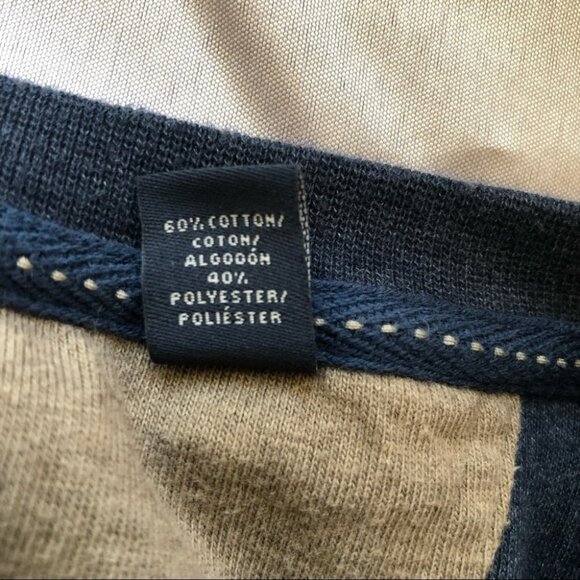 60% COTTON/
COTON/
ALGODÓN
40%
POLYESTER/
POLIÉSTER